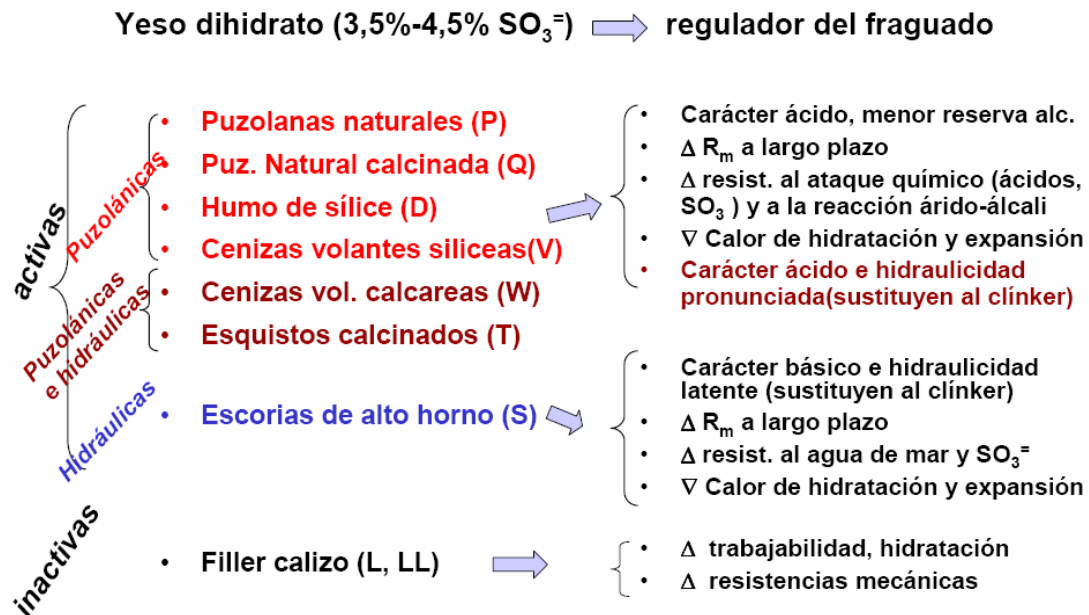 Yeso dihidrato (3,5%-4,5% SO₃⁼) regulador del fraguado
activas
Puzolánicas
• Puzolanas naturales (P)
• Puz. Natural calcinada (Q)
• Humo de sílice (D)
• Cenizas volantes siliceas(V)
Puzolánicas
e hidráulicas
• Cenizas vol. calcareas (W)
• Esquistos calcinados (T)
Hidráulicas
• Escorias de alto horno (S)
inactivas
• Filler calizo (L, LL)
• Carácter ácido, menor reserva alc.
• Δ Rₘ a largo plazo
• Δ resist. al ataque químico (ácidos,
SO₃ ) y a la reacción árido-álcali
• ∇ Calor de hidratación y expansión
• Carácter ácido e hidraulicidad
pronunciada(sustituyen al clínker)
• Carácter básico e hidraulicidad
latente (sustituyen al clínker)
• Δ Rₘ a largo plazo
• Δ resist. al agua de mar y SO₃⁼
• ∇ Calor de hidratación y expansión
• Δ trabajabilidad, hidratación
• Δ resistencias mecánicas